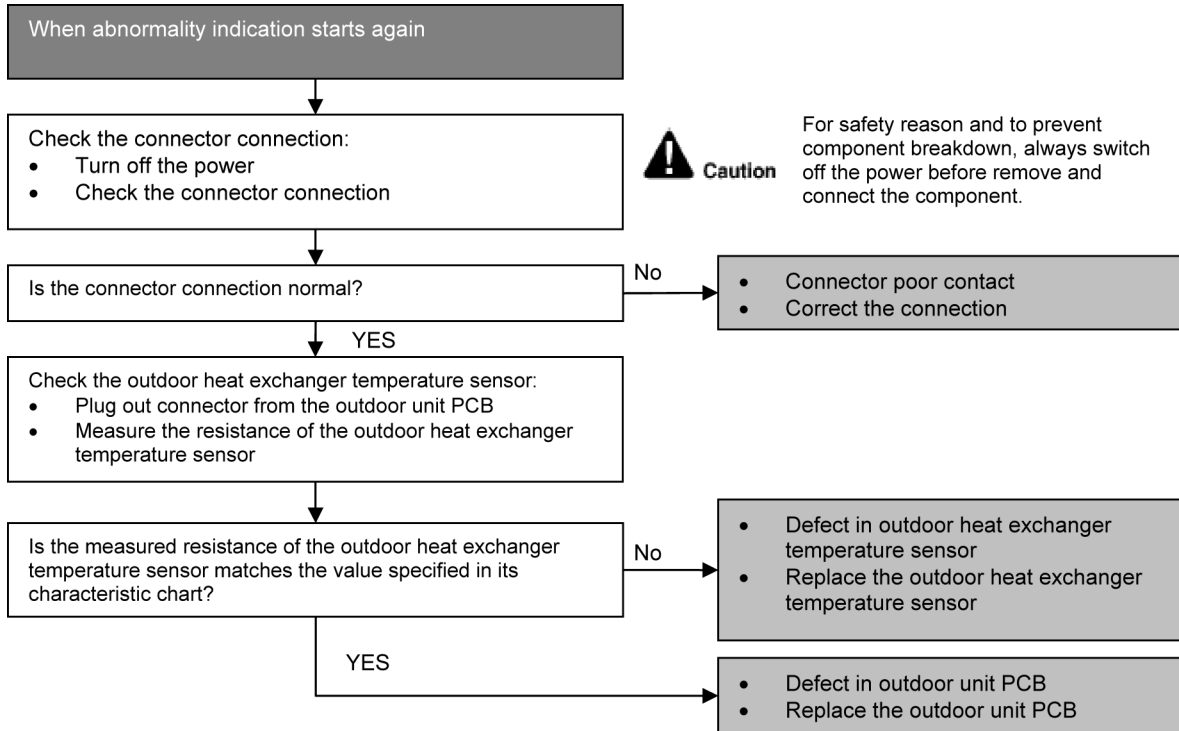 When abnormality indication starts again
Check the connector connection:
• Turn off the power
• Check the connector connection
Caution
For safety reason and to prevent
component breakdown, always switch
off the power before remove and
connect the component.
Is the connector connection normal?
No
• Connector poor contact
• Correct the connection
YES
Check the outdoor heat exchanger temperature sensor:
• Plug out connector from the outdoor unit PCB
• Measure the resistance of the outdoor heat exchanger
temperature sensor
Is the measured resistance of the outdoor heat exchanger
temperature sensor matches the value specified in its
characteristic chart?
No
• Defect in outdoor heat exchanger
temperature sensor
• Replace the outdoor heat exchanger
temperature sensor
YES
• Defect in outdoor unit PCB
• Replace the outdoor unit PCB